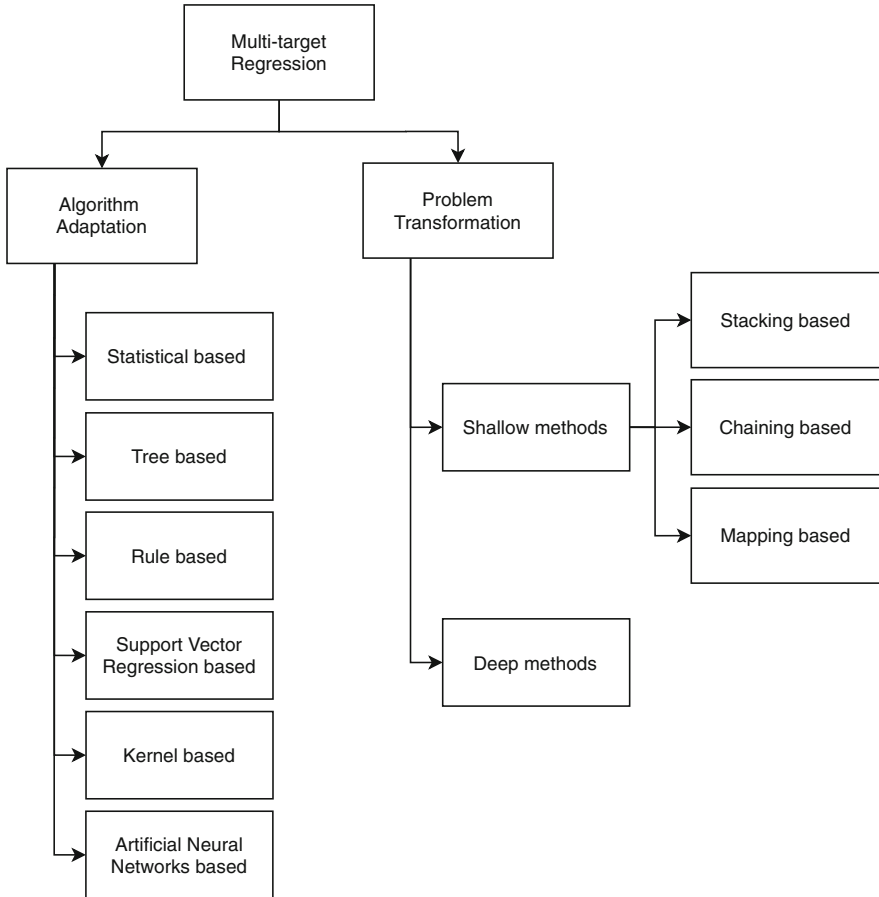 Multi-target
Regression
Algorithm
Adaptation
Problem
Transformation
Statistical based
Tree based
Rule based
Support Vector
Regression based
Kernel based
Artificial Neural
Networks based
Shallow methods
Deep methods
Stacking based
Chaining based
Mapping based